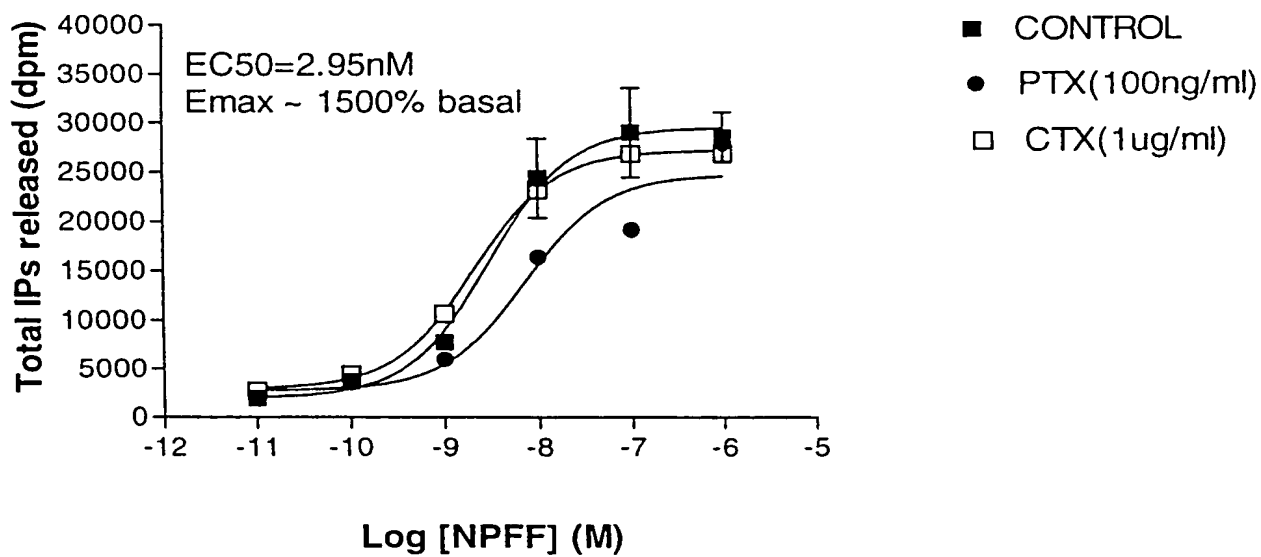 Total IPs released (dpm)
40000
35000
30000
25000
20000
15000
10000
5000
0
EC50=2.95nM
Emax ~ 1500% basal
CONTROL
PTX(100ng/ml)
CTX(1ug/ml)
-12 -11 -10 -9 -8 -7 -6 -5
Log [NPFF] (M)